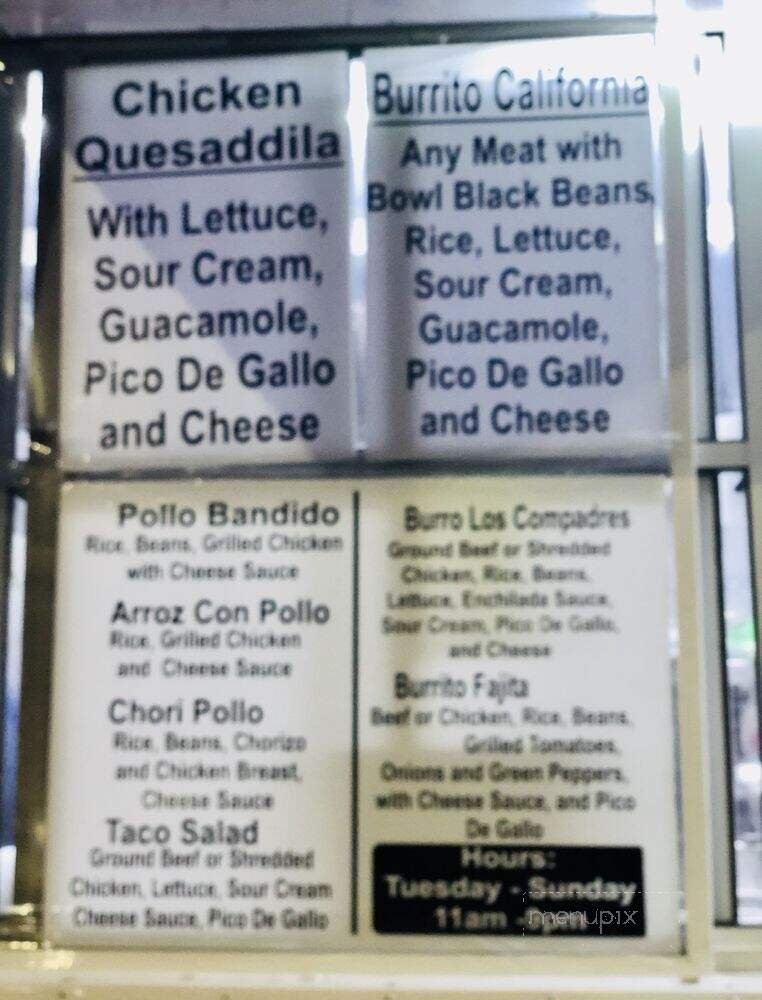 Chicken
Quesaddila
With Lettuce,
Sour Cream,
Guacamole,
Pico De Gallo
and Cheese
Burrito California
Any Meat with
Bowl Black Beans,
Rice, Lettuce,
Sour Cream,
Guacamole,
Pico De Gallo
and Cheese
Pollo Bandido
Rice, Beans, Grilled Chicken
with Cheese Sauce
Arroz Con Pollo
Rice, Grilled Chicken
and Cheese Sauce
Chori Pollo
Rice, Beans, Chorizo
and Chicken Breast,
Cheese Sauce
Taco Salad
Ground Beef or Shredded
Chicken, Lettuce, Sour Cream
Cheese Sauce, Pico De Gallo
Burro Los Compadres
Ground Beef or Shredded
Chicken, Rice, Beans,
Lettuce, Enchilada Sauce,
Sour Cream, Pico De Gallo,
and Cheese
Burrito Fajita
Beef or Chicken, Rice, Beans,
Grilled Tomatoes,
Onions and Green Peppers,
with Cheese Sauce, and Pico
De Gallo
Hours:
Tuesday - Sunday
11am -
menupix